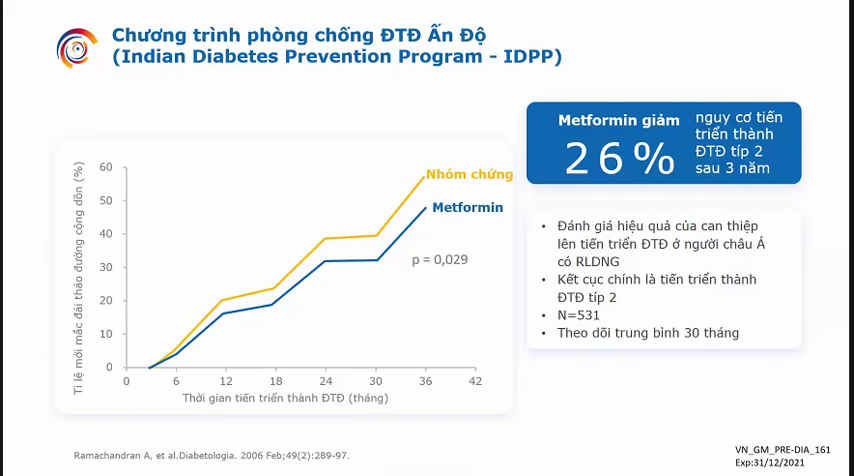 Chương trình phòng chống ĐTĐ Ấn Độ
(Indian Diabetes Prevention Program - IDPP)
Metformin giảm
26%
nguy cơ tiến
triển thành
ĐTĐ típ 2
sau 3 năm
Tỉ lệ mới mắc đái tháo đường cộng dồn (%)
60
50
40
30
20
10
0
0
6
12
18
24
30
36
42
Thời gian tiến triển thành ĐTĐ (tháng)
Nhóm chứng
Metformin
p = 0,029
• Đánh giá hiệu quả của can thiệp
lên tiến triển ĐTĐ ở người châu Á
có RLDNG
• Kết cục chính là tiến triển thành
ĐTĐ típ 2
• N=531
• Theo dõi trung bình 30 tháng
Ramachandran A, et al.Diabetologia. 2006 Feb;49(2):289-97.
VN_GM_PRE-DIA_161
Exp:31/12/2021